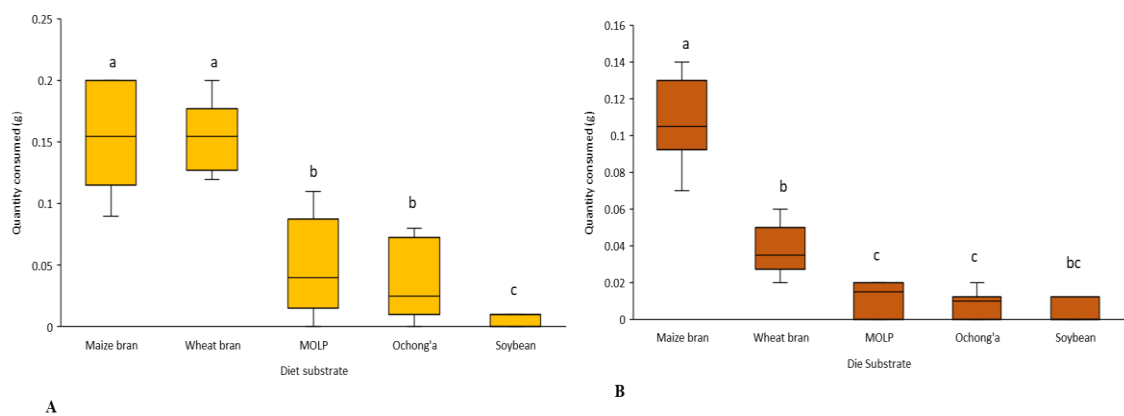 0.25
0.2
0.15
0.1
0.05
0
Quantity consumed (g)
a
a
b
b
c
Maize bran
Wheat bran
MOLP
Ochong'a
Soybean
Diet substrate
A
0.16
0.14
0.12
0.1
0.08
0.06
0.04
0.02
0
Quantity consumed (g)
a
b
c
c
bc
Maize bran
Wheat bran
MOLP
Ochong'a
Soybean
Die Substrate
B